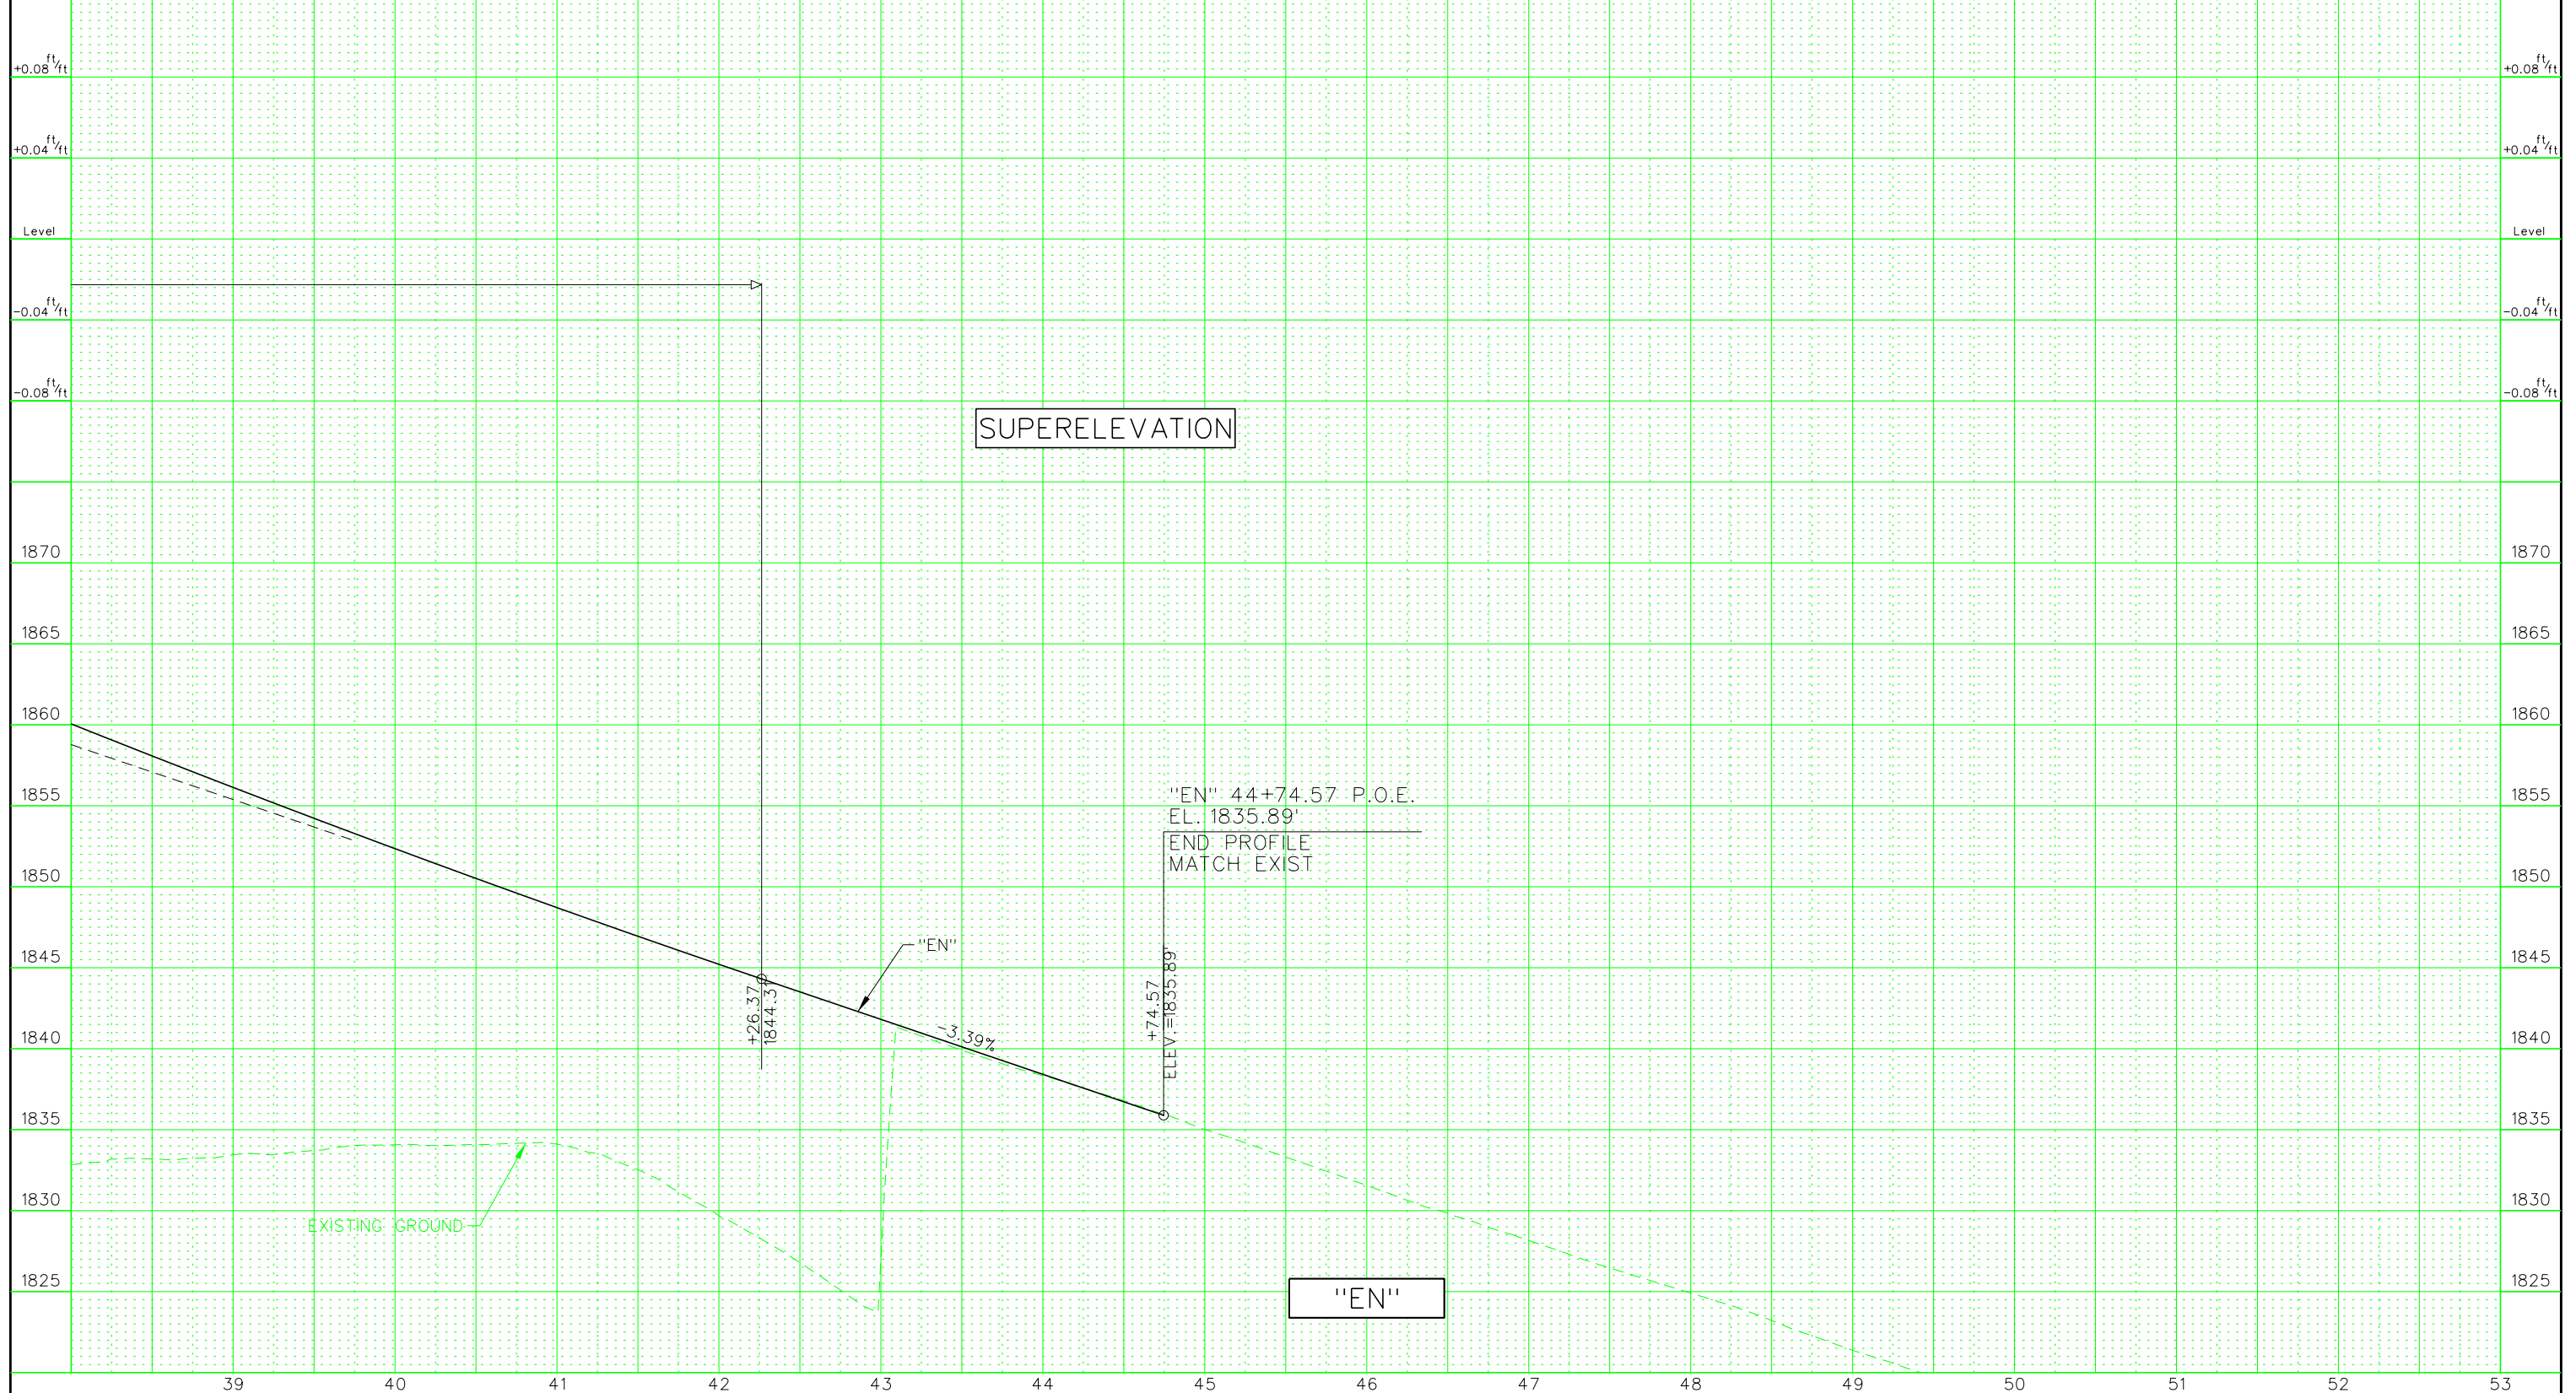 +0.08 ft/ft
+0.08 ft/ft
+0.04 ft/ft
+0.04 ft/ft
Level
Level
-0.04 ft/ft
-0.04 ft/ft
-0.08 ft/ft
-0.08 ft/ft
SUPERELEVATION
1870
1870
1865
1865
1860
1860
1855
1855
"EN" 44+74.57 P.O.E.
EL. 1835.89'
END PROFILE
MATCH EXIST
1850
1850
"EN"
1845
1845
+26.37
+74.57
ELEV.=1835.89'
-3.39%
1840
1840
1835
1835
1830
1830
EXISTING GROUND
1825
1825
"EN"
39 40 41 42 43 44 45 46 47 48 49 50 51 52 53